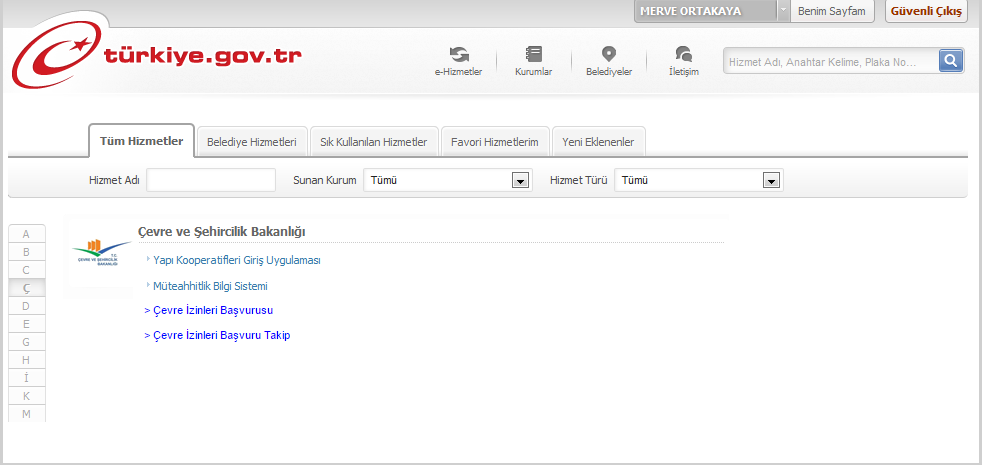 MERVE ORTAKAYA Benim Sayfam Güvenli Çıkış
türkiye.gov.tr
e-Hizmetler Kurumlar Belediyeler İletişim Hizmet Adı, Anahtar Kelime, Plaka No...
Tüm Hizmetler Belediye Hizmetleri Sık Kullanılan Hizmetler Favori Hizmetlerim Yeni Eklenenler
Hizmet Adı Sunan Kurum Tümü Hizmet Türü Tümü
A
B
C
Ç
D
E
G
H
İ
K
M
T.C.
ÇEVRE VE ŞEHİRCİLİK
BAKANLIĞI
Çevre ve Şehircilik Bakanlığı
Yapı Kooperatifleri Giriş Uygulaması
Müteahhitlik Bilgi Sistemi
> Çevre İzinleri Başvurusu
> Çevre İzinleri Başvuru Takip